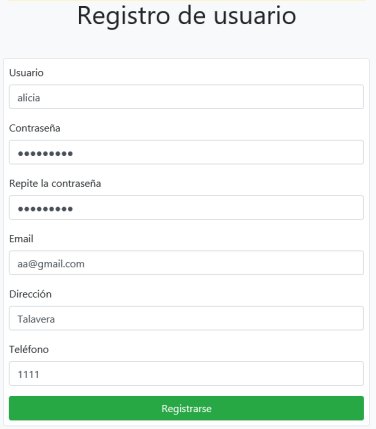 Registro de usuario
Usuario
alicia
Contraseña
●●●●●●●●●
Repite la contraseña
●●●●●●●●●
Email
aa@gmail.com
Dirección
Talavera
Teléfono
1111
Registrarse